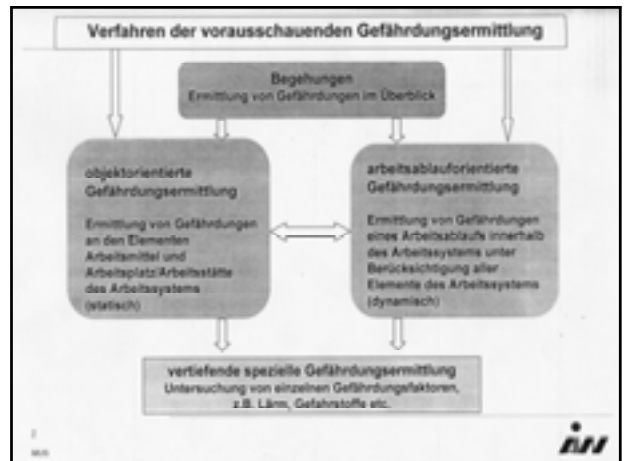 Verfahren der vorausschauenden Gefährdungsermittlung
Begehungen
Ermittlung von Gefährdungen im Überblick
objektorientierte
Gefährdungsermittlung
Ermittlung von Gefährdungen
an den Elementen
Arbeitsmittel und
Arbeitsplatz/Arbeitsstätte
des Arbeitssystems
(statisch)
arbeitsablauforientierte
Gefährdungsermittlung
Ermittlung von Gefährdungen
eines Arbeitsablaufs innerhalb
des Arbeitssystems unter
Berücksichtigung aller
Elemente des Arbeitssystems
(dynamisch)
vertiefende spezielle Gefährdungsermittlung
Untersuchung von einzelnen Gefährdungsfaktoren,
z.B. Lärm, Gefahrstoffe etc.
2